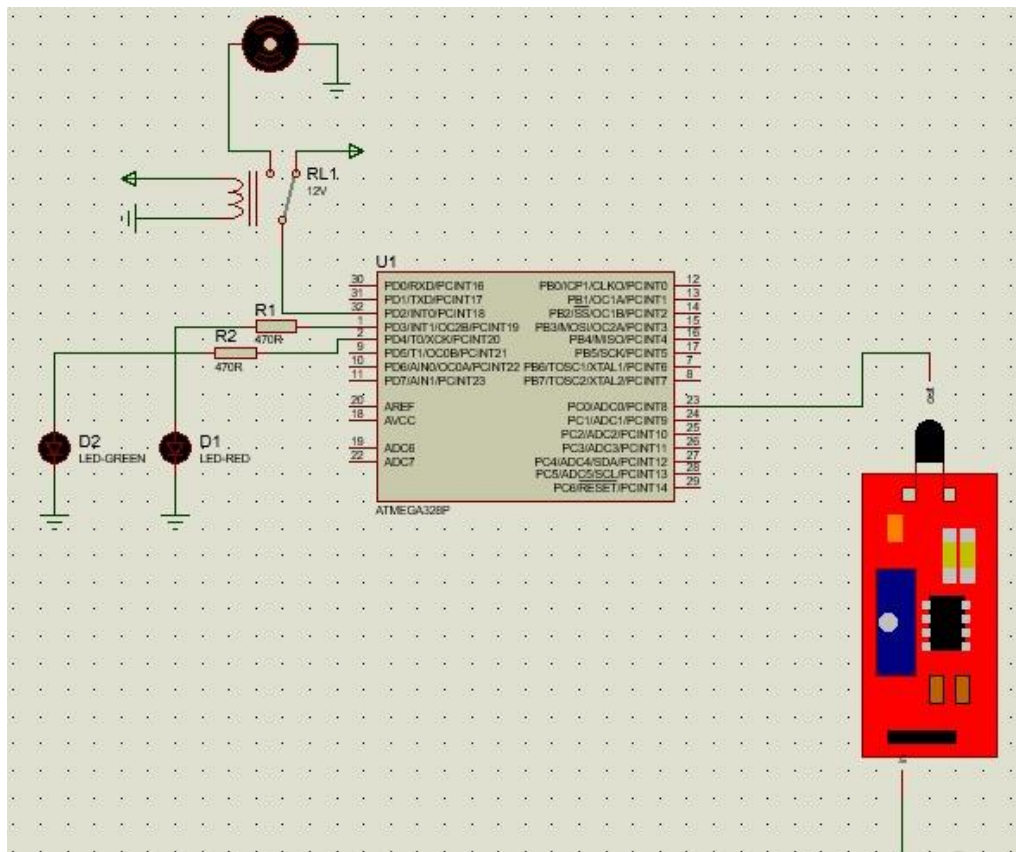 RL1
12V
U1
R1
470R
R2
470R
30 PD0/RXD/PCINT16
31 PD1/TXD/PCINT17
32 PD2/INT0/PCINT18
1 PD3/INT1/OC2B/PCINT19
2 PD4/T0/XCK/PCINT20
9 PD5/T1/OC0B/PCINT21
10 PD6/AIN0/OC0A/PCINT22
11 PD7/AIN1/PCINT23
20 AREF
18 AVCC
19 ADC6
22 ADC7
PB0/ICP1/CLKO/PCINT0 12
PB1/OC1A/PCINT1 13
PB2/SS/OC1B/PCINT2 14
PB3/MOSI/OC2A/PCINT3 15
PB4/MISO/PCINT4 16
PB5/SCK/PCINT5 17
PB6/TOSC1/XTAL1/PCINT6 7
PB7/TOSC2/XTAL2/PCINT7 8
PC0/ADC0/PCINT8 23
PC1/ADC1/PCINT9 24
PC2/ADC2/PCINT10 25
PC3/ADC3/PCINT11 26
PC4/ADC4/SDA/PCINT12 27
PC5/ADC5/SCL/PCINT13 28
PC6/RESET/PCINT14 29
ATMEGA328P
D2
LED-GREEN
D1
LED-RED